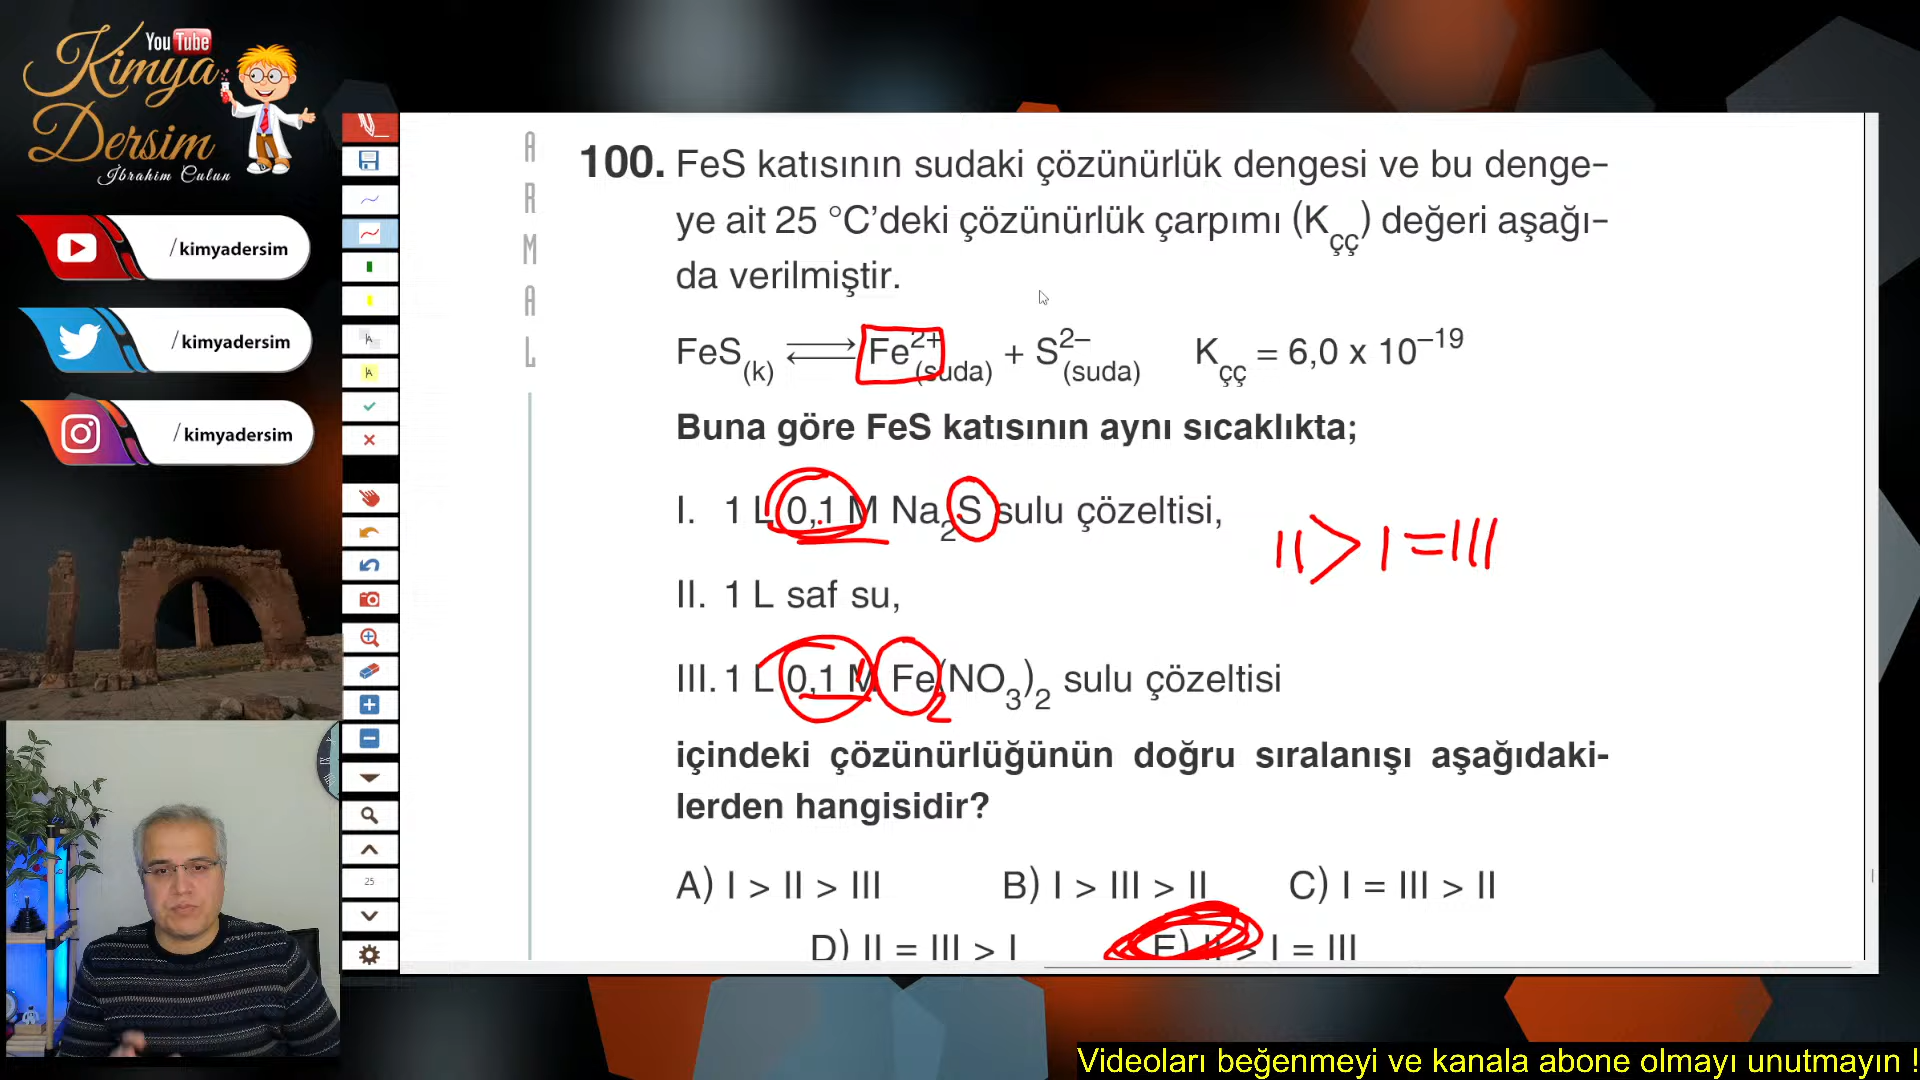 YouTube
Kimya
Dersim
İbrahim Culun
/kimyadersim
/kimyadersim
/kimyadersim
ARMAL
100. FeS katısının sudaki çözünürlük dengesi ve bu denge–
ye ait 25 °C’deki çözünürlük çarpımı (Kçç) değeri aşağı–
da verilmiştir.
FeS(k) ⇌ Fe²⁺(suda) + S²⁻(suda) Kçç = 6,0 x 10⁻¹⁹
Buna göre FeS katısının aynı sıcaklıkta;
I. 1 L 0,1 M Na₂S sulu çözeltisi,
II > I = III
II. 1 L saf su,
III. 1 L 0,1 M Fe(NO₃)₂ sulu çözeltisi
2
içindeki çözünürlüğünün doğru sıralanışı aşağıdaki-
lerden hangisidir?
A) I > II > III B) I > III > II C) I = III > II
D) II = III > I E) II > I = III
25
Videoları beğenmeyi ve kanala abone olmayı unutmayın !